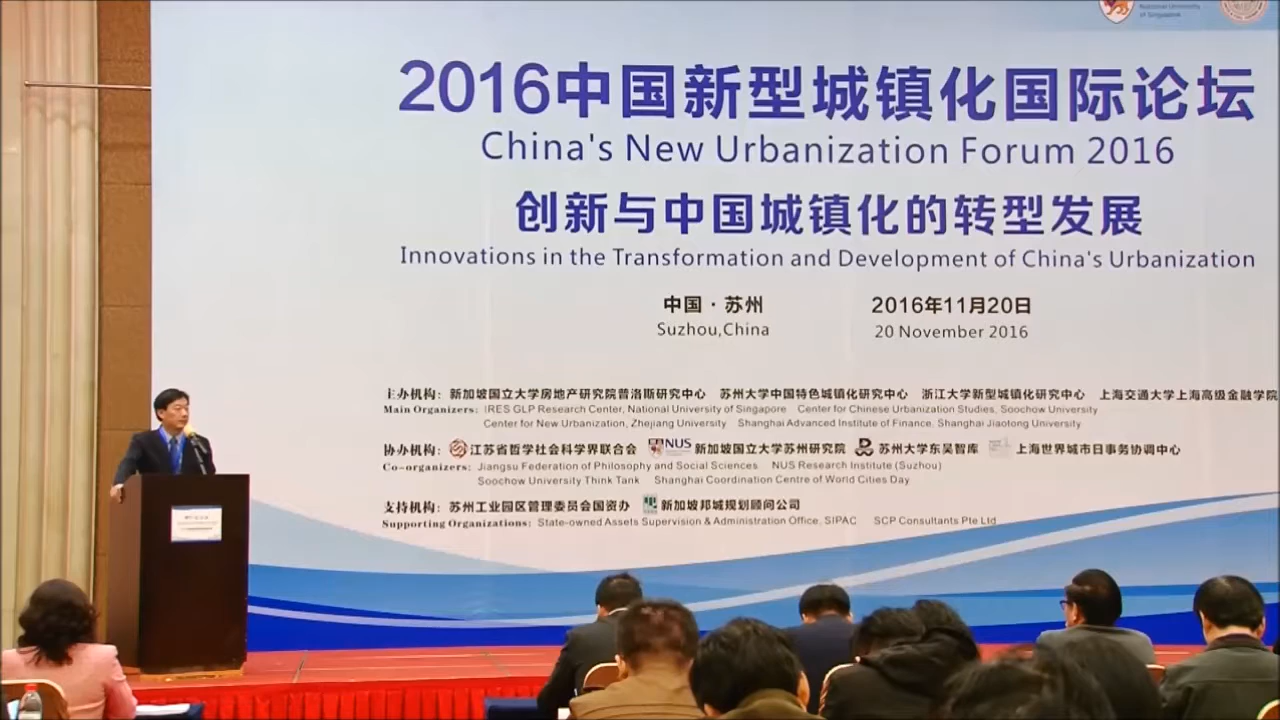 National University
of Singapore
2016中国新型城镇化国际论坛
China's New Urbanization Forum 2016
创新与中国城镇化的转型发展
Innovations in the Transformation and Development of China's Urbanization
中国·苏州 2016年11月20日
Suzhou,China 20 November 2016
主办机构: 新加坡国立大学房地产研究院普洛斯研究中心 苏州大学中国特色城镇化研究中心 浙江大学新型城镇化研究中心 上海交通大学上海高级金融学院
Main Organizers: IRES GLP Research Center, National University of Singapore Center for Chinese Urbanization Studies, Soochow University
Center for New Urbanization, Zhejiang University Shanghai Advanced Institute of Finance, Shanghai Jiaotong University
协办机构: 江苏省哲学社会科学界联合会 NUS 新加坡国立大学苏州研究院 苏州大学东吴智库 上海世界城市日事务协调中心
Co-organizers: Jiangsu Federation of Philosophy and Social Sciences NUS Research Institute (Suzhou)
Soochow University Think Tank Shanghai Coordination Centre of World Cities Day
支持机构: 苏州工业园区管理委员会国资办 新加坡邦城规划顾问公司
Supporting Organizations: State-owned Assets Supervision & Administration Office, SIPAC SCP Consultants Pte Ltd